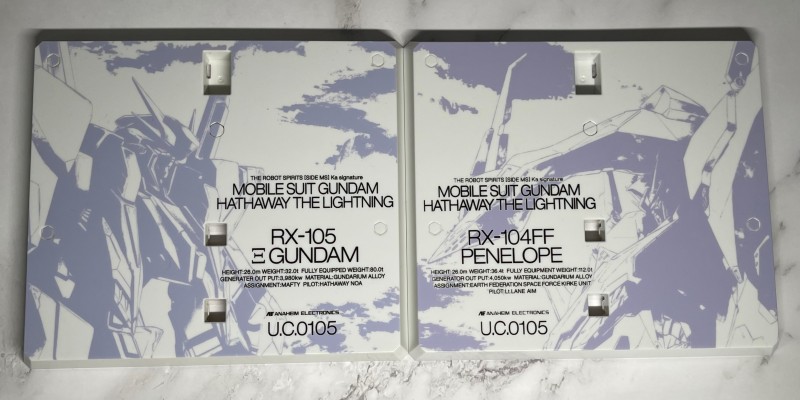 THE ROBOT SPIRITS [SIDE MS] Ka signature
MOBILE SUIT GUNDAM
HATHAWAY THE LIGHTNING
RX-105
Ξ GUNDAM
HEIGHT:26.0m WEIGHT:32.0t FULLY EQUIPPED WEIGHT:80.0t
GENERATER OUT PUT:3,980kw MATERIAL:GUNDARIUM ALLOY
ASSIGNMENT:MAFTY PILOT:HATHAWAY NOA
ANAHEIM ELECTRONICS
U.C.0105
THE ROBOT SPIRITS [SIDE MS] Ka signature
MOBILE SUIT GUNDAM
HATHAWAY THE LIGHTNING
RX-104FF
PENELOPE
HEIGHT:26.0m WEIGHT:36.4t FULLY EQUIPMENT WEIGHT:112.0t
GENERATOR OUT PUT:4,050kw MATERIAL:GUNDARIUM ALLOY
ASSIGNMENT:EARTH FEDERATION SPACE FORCE KIRKE UNIT
PILOT:Lt.LANE AIM
ANAHEIM ELECTRONICS
U.C.0105